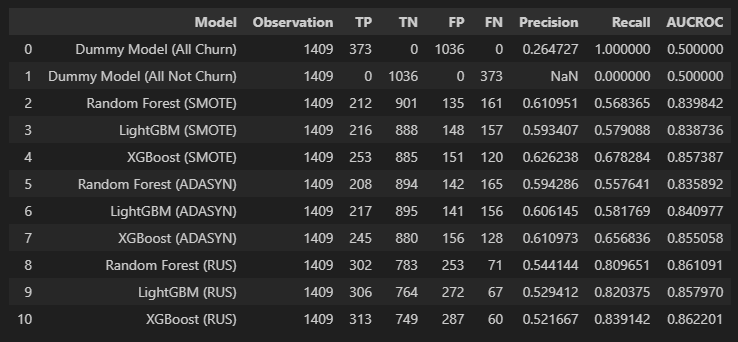 Model Observation TP TN FP FN Precision Recall AUCROC
0 Dummy Model (All Churn) 1409 373 0 1036 0 0.264727 1.000000 0.500000
1 Dummy Model (All Not Churn) 1409 0 1036 0 373 NaN 0.000000 0.500000
2 Random Forest (SMOTE) 1409 212 901 135 161 0.610951 0.568365 0.839842
3 LightGBM (SMOTE) 1409 216 888 148 157 0.593407 0.579088 0.838736
4 XGBoost (SMOTE) 1409 253 885 151 120 0.626238 0.678284 0.857387
5 Random Forest (ADASYN) 1409 208 894 142 165 0.594286 0.557641 0.835892
6 LightGBM (ADASYN) 1409 217 895 141 156 0.606145 0.581769 0.840977
7 XGBoost (ADASYN) 1409 245 880 156 128 0.610973 0.656836 0.855058
8 Random Forest (RUS) 1409 302 783 253 71 0.544144 0.809651 0.861091
9 LightGBM (RUS) 1409 306 764 272 67 0.529412 0.820375 0.857970
10 XGBoost (RUS) 1409 313 749 287 60 0.521667 0.839142 0.862201